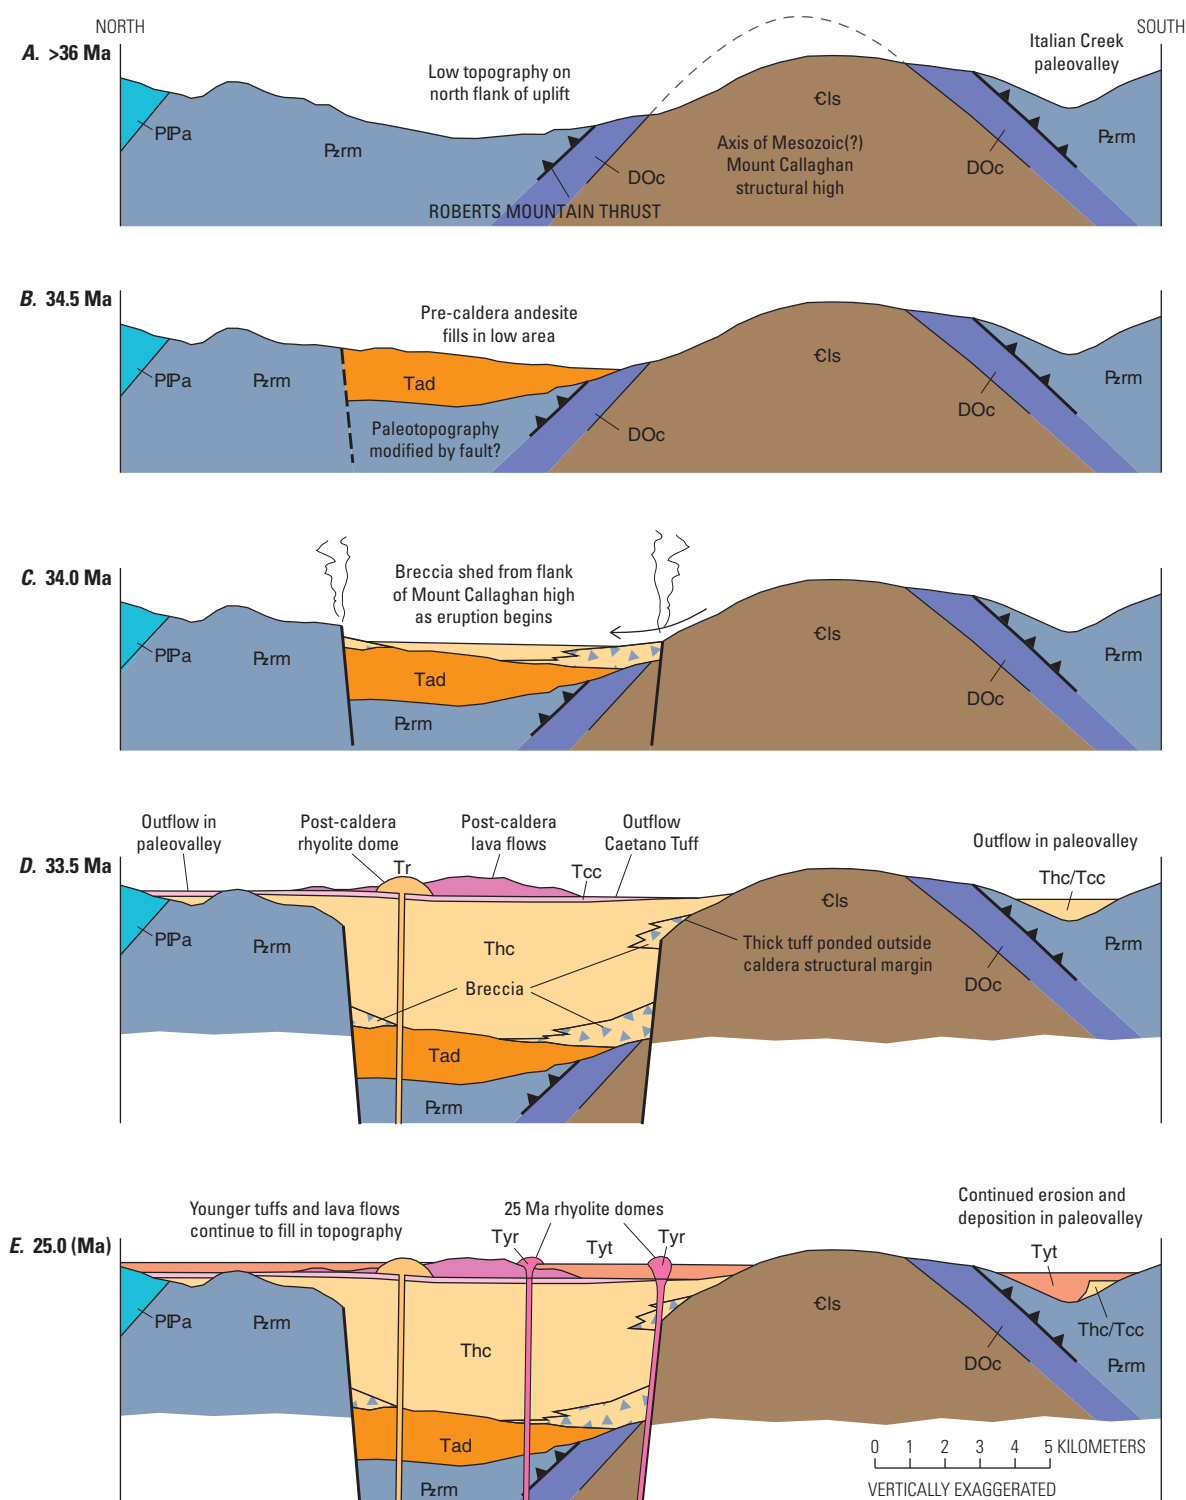 NORTH
SOUTH
A. >36 Ma
Low topography on
north flank of uplift
Italian Creek
paleovalley
PIPa
Pzrm
Єls
Axis of Mesozoic(?)
Mount Callaghan
structural high
DOc
DOc
Pzrm
ROBERTS MOUNTAIN THRUST
B. 34.5 Ma
Pre-caldera andesite
fills in low area
PIPa
Pzrm
Tad
Єls
Pzrm
Paleotopography
modified by fault?
DOc
DOc
C. 34.0 Ma
Breccia shed from flank
of Mount Callaghan high
as eruption begins
PIPa
Pzrm
Tad
Pzrm
Єls
DOc
Pzrm
D. 33.5 Ma
Outflow in
paleovalley
Post-caldera
rhyolite dome
Post-caldera
lava flows
Outflow
Caetano Tuff
Outflow in paleovalley
Tr
Tcc
Thc/Tcc
Єls
PIPa
Pzrm
Thc
Thick tuff ponded outside
caldera structural margin
Pzrm
Breccia
DOc
Tad
Pzrm
E. 25.0 (Ma)
Younger tuffs and lava flows
continue to fill in topography
25 Ma rhyolite domes
Continued erosion and
deposition in paleovalley
Tyr
Tyt
Tyr
Tyt
PIPa
Pzrm
Thc
Єls
Thc/Tcc
DOc
Pzrm
Tad
Pzrm
0 1 2 3 4 5 KILOMETERS
VERTICALLY EXAGGERATED